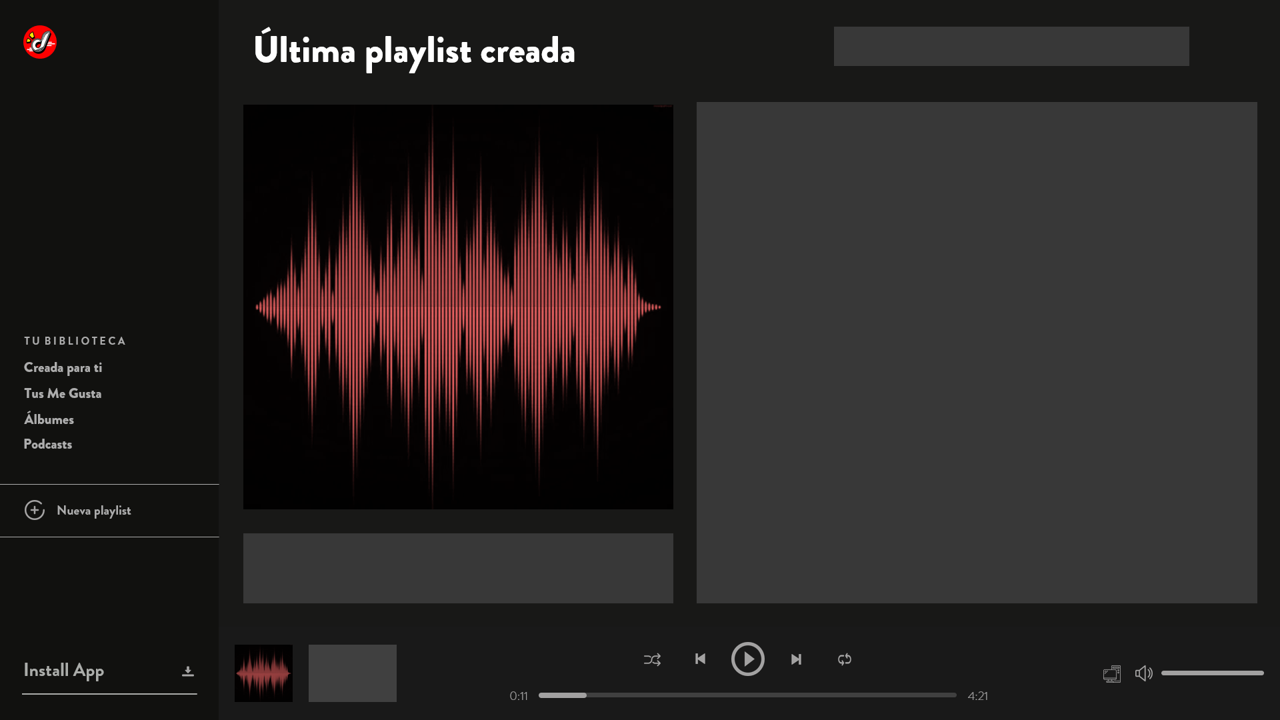 Última playlist creada
TU BIBLIOTECA
Creada para ti
Tus Me Gusta
Álbumes
Podcasts
Nueva playlist
Install App
0:11
4:21